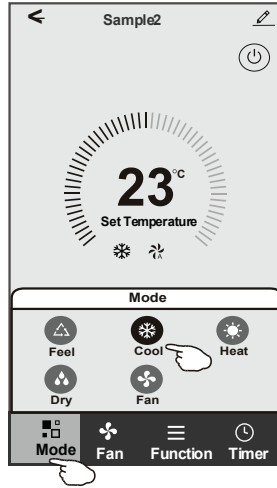 Sample2
23°C
Set Temperature
A
Mode
Feel Cool Heat
Dry Fan
Mode Fan Function Timer